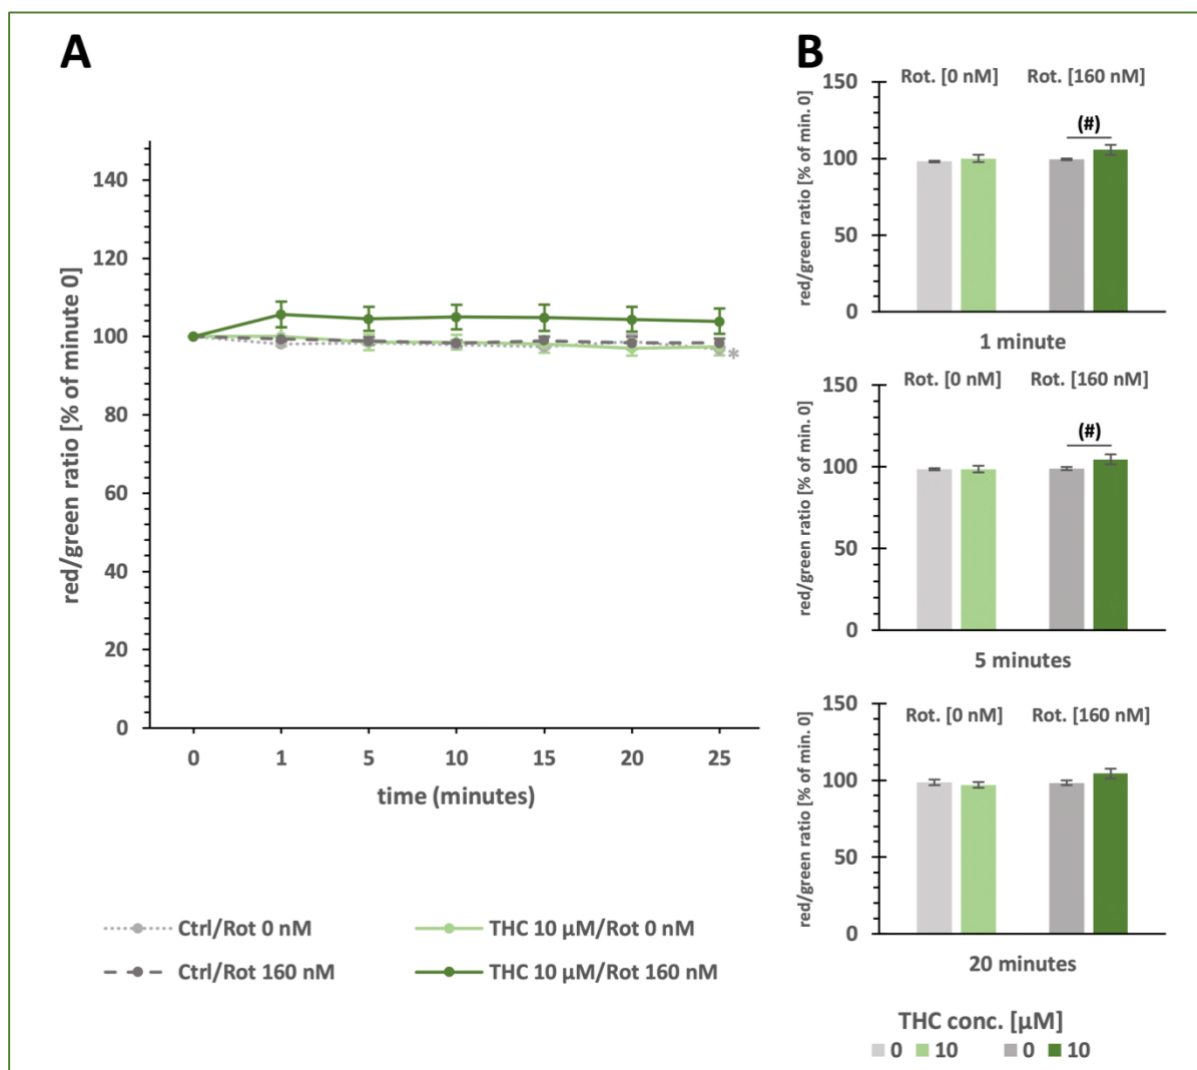 A
red/green ratio [% of minute 0]
140
120
100
80
60
40
20
0
*
0 1 5 10 15 20 25
time (minutes)
Ctrl/Rot 0 nM
THC 10 µM/Rot 0 nM
Ctrl/Rot 160 nM
THC 10 µM/Rot 160 nM
B
red/green ratio [% of min. 0]
150
100
50
0
Rot. [0 nM] Rot. [160 nM]
(#)
1 minute
red/green ratio [% of min. 0]
150
100
50
0
Rot. [0 nM] Rot. [160 nM]
(#)
5 minutes
red/green ratio [% of min. 0]
150
100
50
0
Rot. [0 nM] Rot. [160 nM]
20 minutes
THC conc. [µM]
0 10 0 10